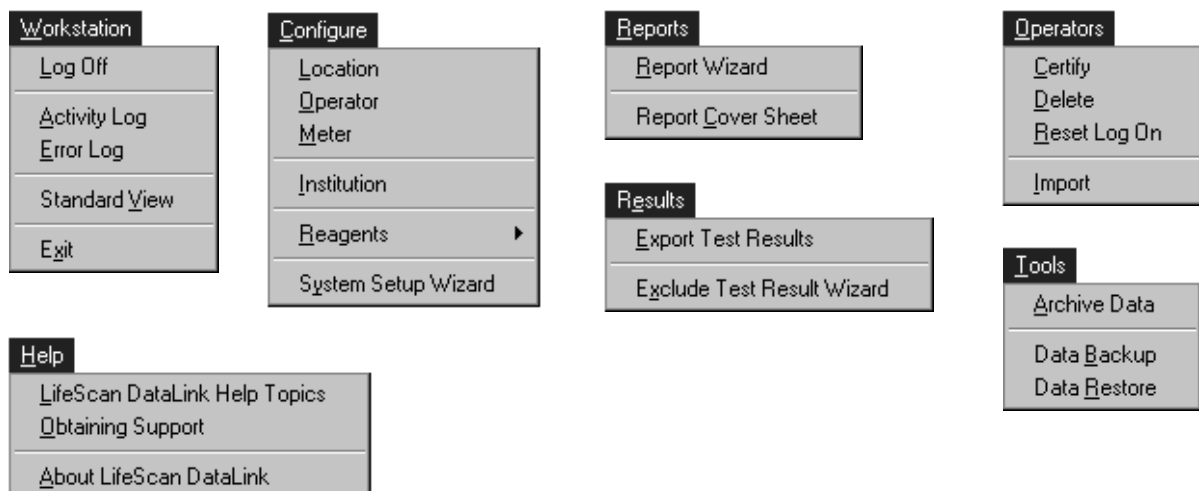 Workstation
Log Off
Activity Log
Error Log
Standard View
Exit
Configure
Location
Operator
Meter
Institution
Reagents
System Setup Wizard
Reports
Report Wizard
Report Cover Sheet
Results
Export Test Results
Exclude Test Result Wizard
Operators
Certify
Delete
Reset Log On
Import
Tools
Archive Data
Data Backup
Data Restore
Help
LifeScan DataLink Help Topics
Obtaining Support
About LifeScan DataLink